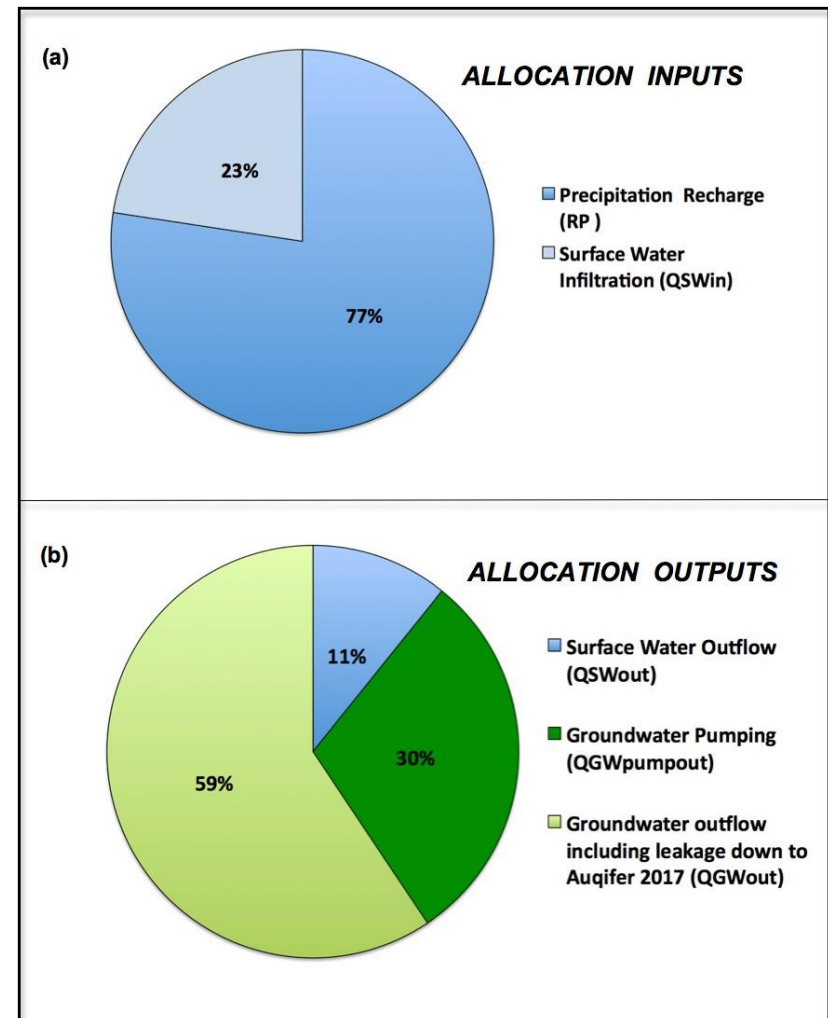 (a)
ALLOCATION INPUTS
23%
77%
Precipitation Recharge
(RP )
Surface Water
Infiltration (QSWin)
(b)
ALLOCATION OUTPUTS
11%
30%
59%
Surface Water Outflow
(QSWout)
Groundwater Pumping
(QGWpumpout)
Groundwater outflow
including leakage down to
Auqifer 2017 (QGWout)